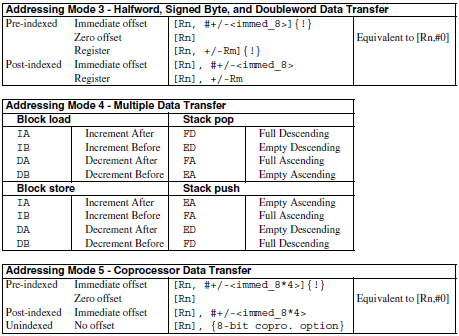 Addressing Mode 3 - Halfword, Signed Byte, and Doubleword Data Transfer
Pre-indexed Immediate offset [Rn, #+/-<immed_8>]{!}
Zero offset [Rn] Equivalent to [Rn,#0]
Register [Rn, +/-Rm]{!}
Post-indexed Immediate offset [Rn], #+/-<immed_8>
Register [Rn], +/-Rm
Addressing Mode 4 - Multiple Data Transfer
Block load Stack pop
IA Increment After FD Full Descending
IB Increment Before ED Empty Descending
DA Decrement After FA Full Ascending
DB Decrement Before EA Empty Ascending
Block store Stack push
IA Increment After EA Empty Ascending
IB Increment Before FA Full Ascending
DA Decrement After ED Empty Descending
DB Decrement Before FD Full Descending
Addressing Mode 5 - Coprocessor Data Transfer
Pre-indexed Immediate offset [Rn, #+/-<immed_8*4>]{!}
Zero offset [Rn] Equivalent to [Rn,#0]
Post-indexed Immediate offset [Rn], #+/-<immed_8*4>
Unindexed No offset [Rn], {8-bit copro. option}